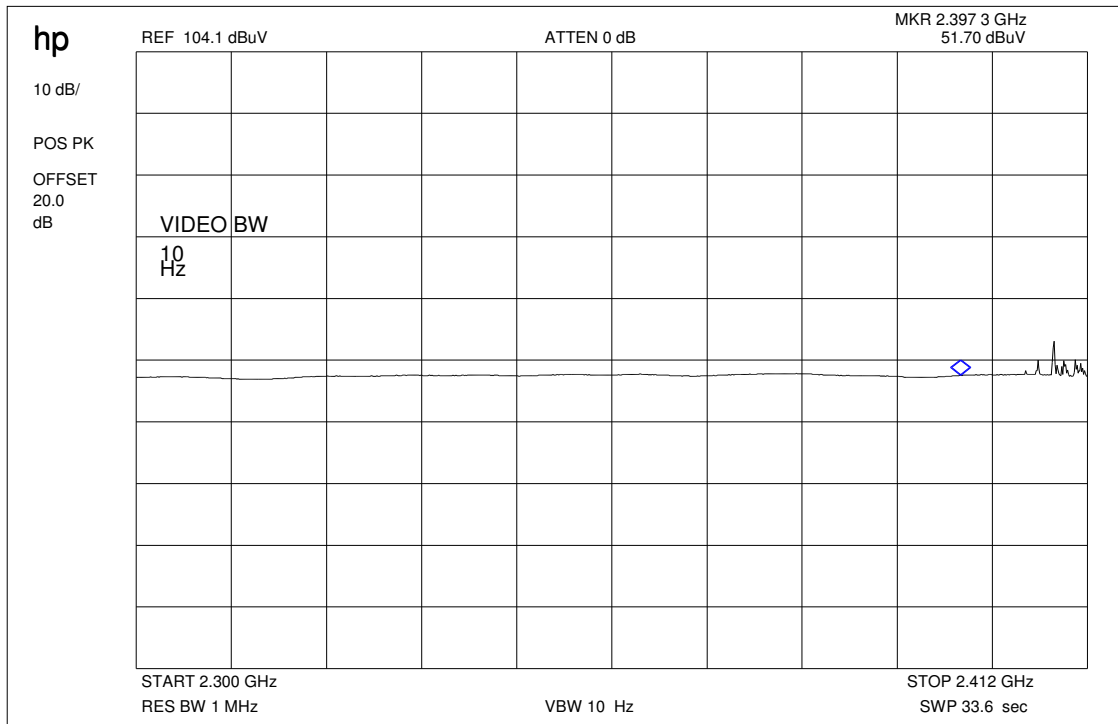 hp
MKR 2.397 3 GHz
REF 104.1 dBuV ATTEN 0 dB 51.70 dBuV
10 dB/
POS PK
OFFSET
20.0
dB
VIDEO BW
10
Hz
START 2.300 GHz STOP 2.412 GHz
RES BW 1 MHz VBW 10 Hz SWP 33.6 sec